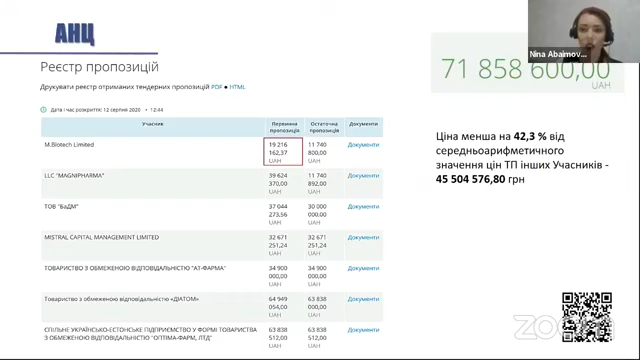 АНЦ
Nina Abaimov...
Реєстр пропозицій
71 858 600,00
UAH
Друкувати реєстр отриманих тендерних пропозицій PDF ● HTML
Дата і час розкриття: 12 серпня 2020 • 12:44
Учасник
Первинна пропозиція
Остаточна пропозиція
Документи
M.Biotech Limited
19 216 162,37 UAH
11 740 800,00 UAH
Документи
LLC "MAGNIPHARMA"
39 624 370,00 UAH
11 740 892,00 UAH
Документи
ТОВ "БаДМ"
37 044 273,56 UAH
30 000 000,00 UAH
Документи
MISTRAL CAPITAL MANAGEMENT LIMITED
32 671 251,24 UAH
32 671 251,24 UAH
Документи
ТОВАРИСТВО З ОБМЕЖЕНОЮ ВІДПОВІДАЛЬНІСТЮ "АТ-ФАРМА"
34 900 000,00 UAH
34 900 000,00 UAH
Документи
Товариство з обмеженою відповідальністю «ДІАТОМ»
64 949 054,00 UAH
63 838 000,00 UAH
Документи
СПІЛЬНЕ УКРАЇНСЬКО-ЕСТОНСЬКЕ ПІДПРИЄМСТВО У ФОРМІ ТОВАРИСТВА
З ОБМЕЖЕНОЮ ВІДПОВІДАЛЬНІСТЮ "ОПТІМА-ФАРМ, ЛТД"
63 838 512,00 UAH
63 838 512,00 UAH
Документи
Ціна менша на 42,3 % від
середньоарифметичного
значення цін ТП інших Учасників -
45 504 576,80 грн
zoom